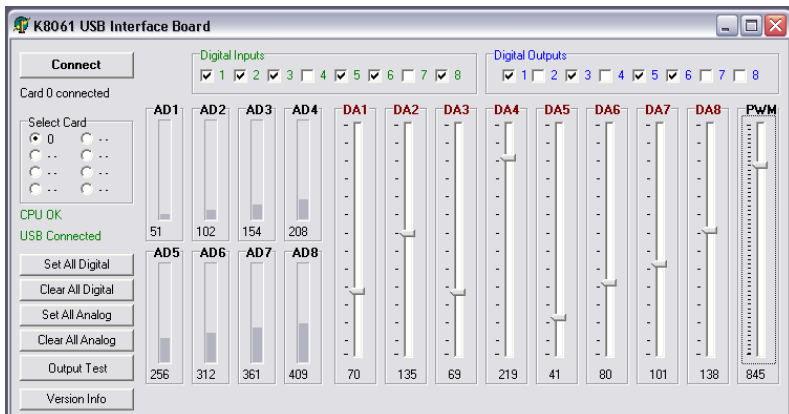 K8061 USB Interface Board
Connect
Card 0 connected
Select Card
0 --
-- --
-- --
-- --
CPU OK
USB Connected
Set All Digital
Clear All Digital
Set All Analog
Clear All Analog
Output Test
Version Info
Digital Inputs
1 2 3 4 5 6 7 8
Digital Outputs
1 2 3 4 5 6 7 8
AD1 AD2 AD3 AD4
51 102 154 208
AD5 AD6 AD7 AD8
256 312 361 409
DA1 DA2 DA3 DA4 DA5 DA6 DA7 DA8 PWM
70 135 69 219 41 80 101 138 845